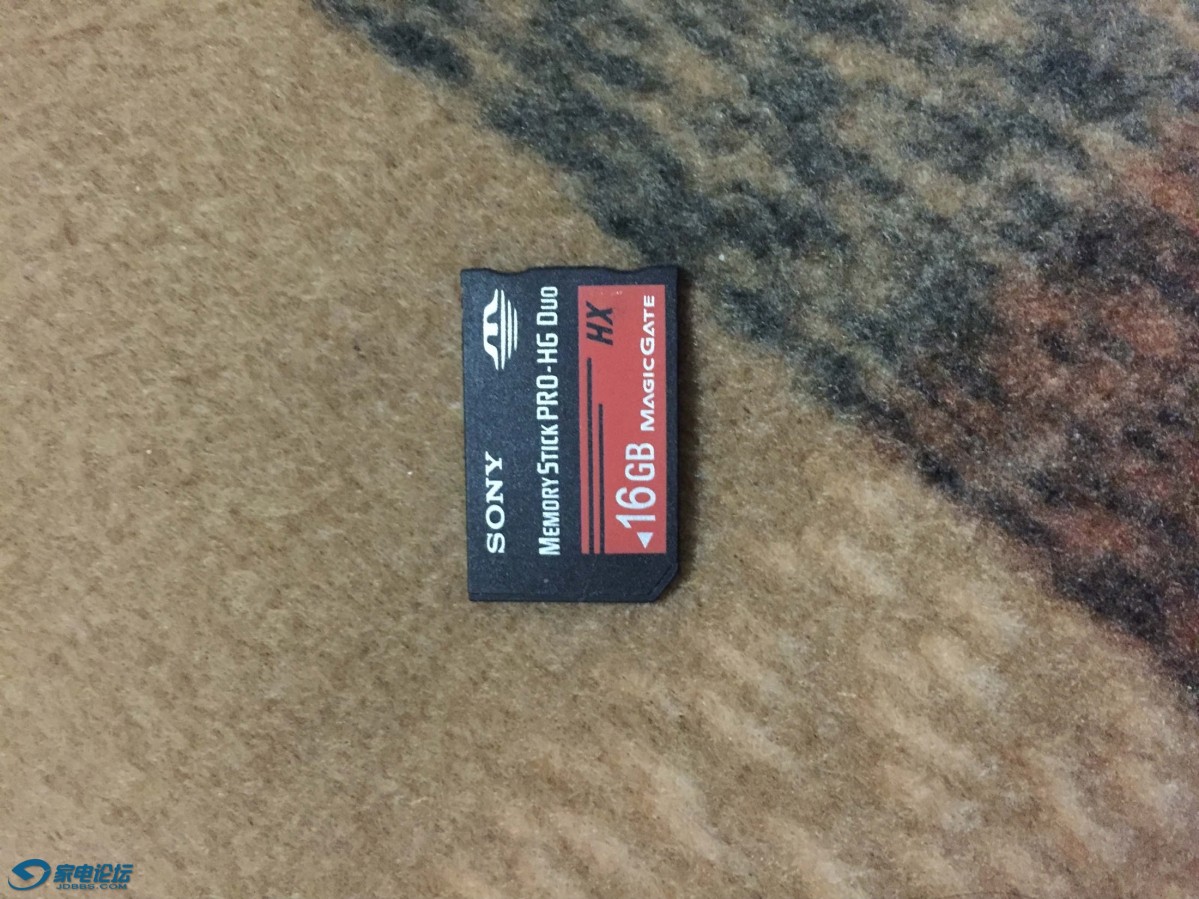 SONY
MEMORY STICK PRO-HG DUO
HX
16GB MAGICGATE
家电论坛
JDBBS.COM